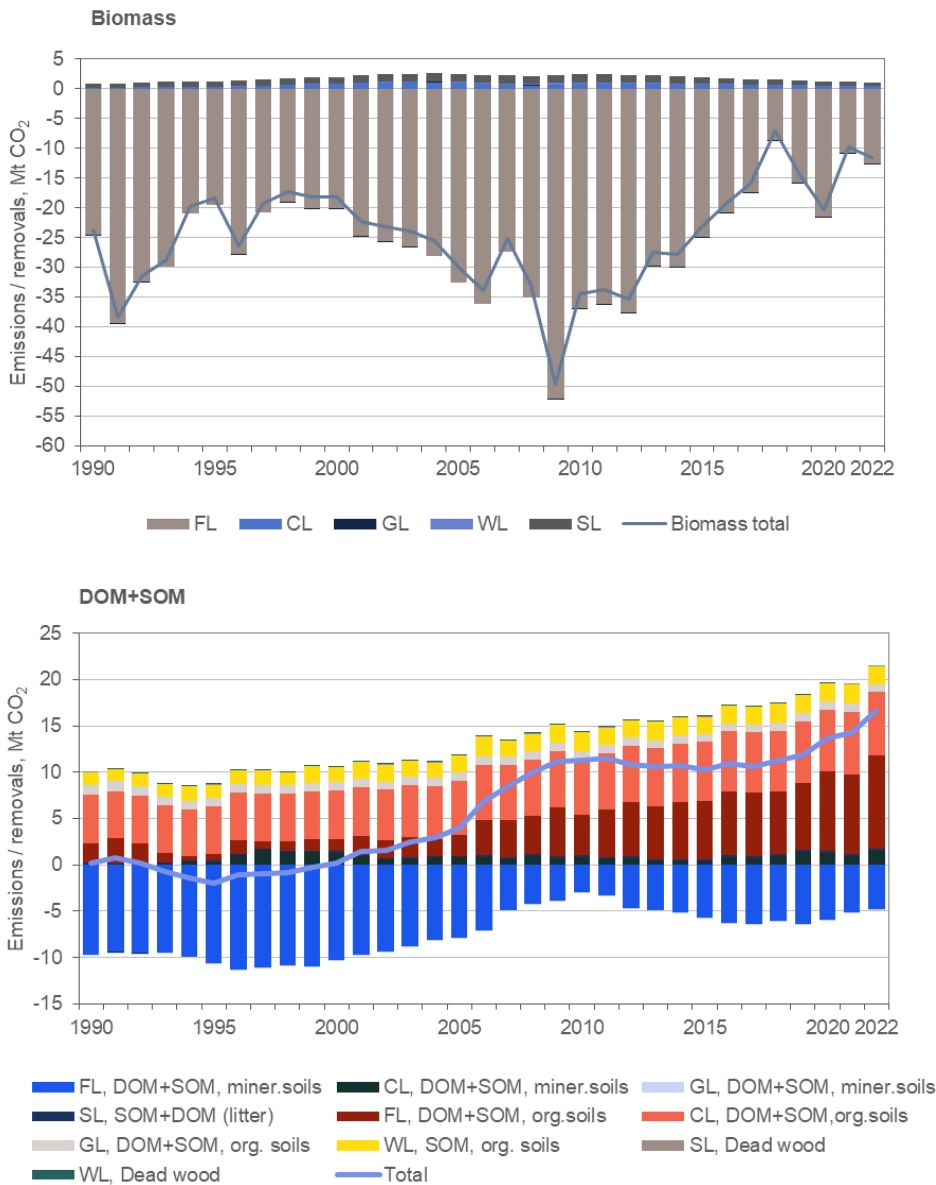 Biomass
Emissions / removals, Mt CO₂
5
0
-5
-10
-15
-20
-25
-30
-35
-40
-45
-50
-55
-60
1990 1995 2000 2005 2010 2015 2020 2022
FL CL GL WL SL Biomass total
DOM+SOM
Emissions / removals, Mt CO₂
25
20
15
10
5
0
-5
-10
-15
1990 1995 2000 2005 2010 2015 2020 2022
FL, DOM+SOM, miner.soils CL, DOM+SOM, miner.soils GL, DOM+SOM, miner.soils
SL, SOM+DOM (litter) FL, DOM+SOM, org.soils CL, DOM+SOM,org.soils
GL, DOM+SOM, org. soils WL, SOM, org. soils SL, Dead wood
WL, Dead wood Total